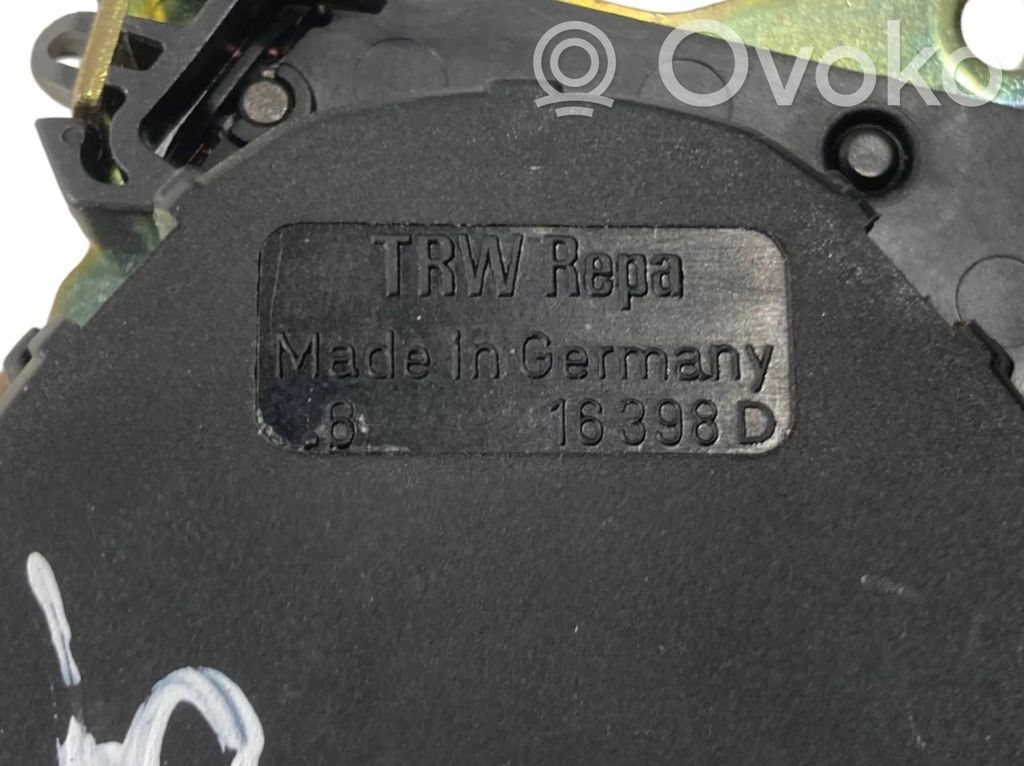 Ovoko
TRW Repa
Made in Germany
.8 16 398 D